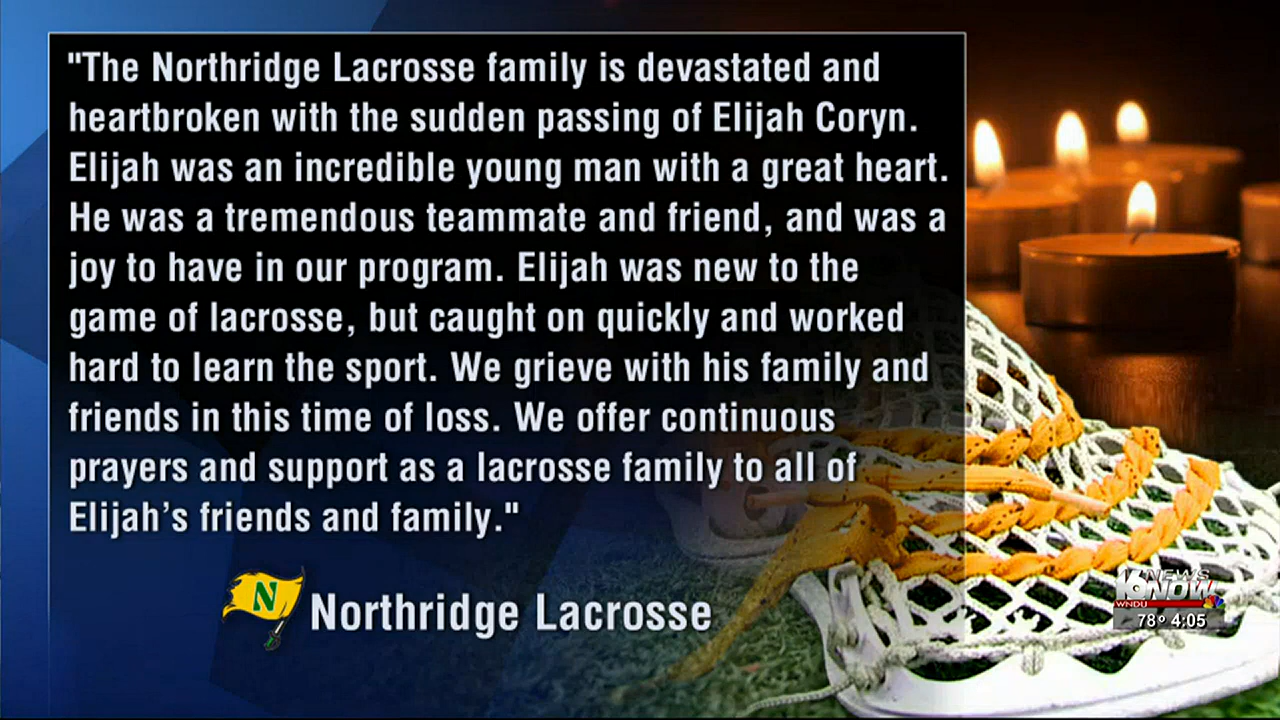 "The Northridge Lacrosse family is devastated and
heartbroken with the sudden passing of Elijah Coryn.
Elijah was an incredible young man with a great heart.
He was a tremendous teammate and friend, and was a
joy to have in our program. Elijah was new to the
game of lacrosse, but caught on quickly and worked
hard to learn the sport. We grieve with his family and
friends in this time of loss. We offer continuous
prayers and support as a lacrosse family to all of
Elijah’s friends and family."
N
Northridge Lacrosse
16 NEWS
NOW
WNDU
78° 4:05